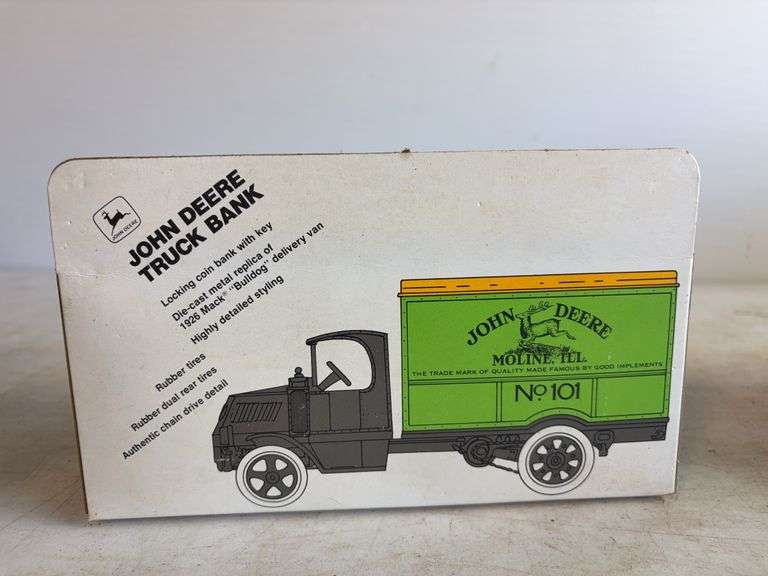 JOHN DEERE
JOHN DEERE
TRUCK BANK
Locking coin bank with key
Die-cast metal replica of
1926 Mack® "Bulldog" delivery van
Highly detailed styling
Rubber tires
Rubber dual rear tires
Authentic chain drive detail
JOHN DEERE
MOLINE, ILL.
THE TRADE MARK OF QUALITY MADE FAMOUS BY GOOD IMPLEMENTS
No 101